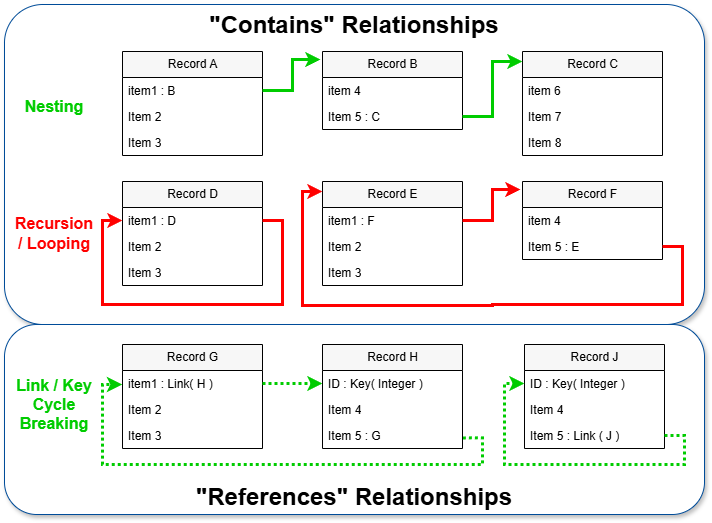 "Contains" Relationships
Record A
item1 : B
Item 2
Item 3
Record B
item 4
Item 5 : C
Record C
item 6
Item 7
Item 8
Nesting
Record D
item1 : D
Item 2
Item 3
Record E
item1 : F
Item 2
Item 3
Record F
item 4
Item 5 : E
Recursion
/ Looping
Record G
item1 : Link( H )
Item 2
Item 3
Record H
ID : Key( Integer )
Item 4
Item 5 : G
Record J
ID : Key( Integer )
Item 4
Item 5 : Link ( J )
Link / Key
Cycle
Breaking
"References" Relationships